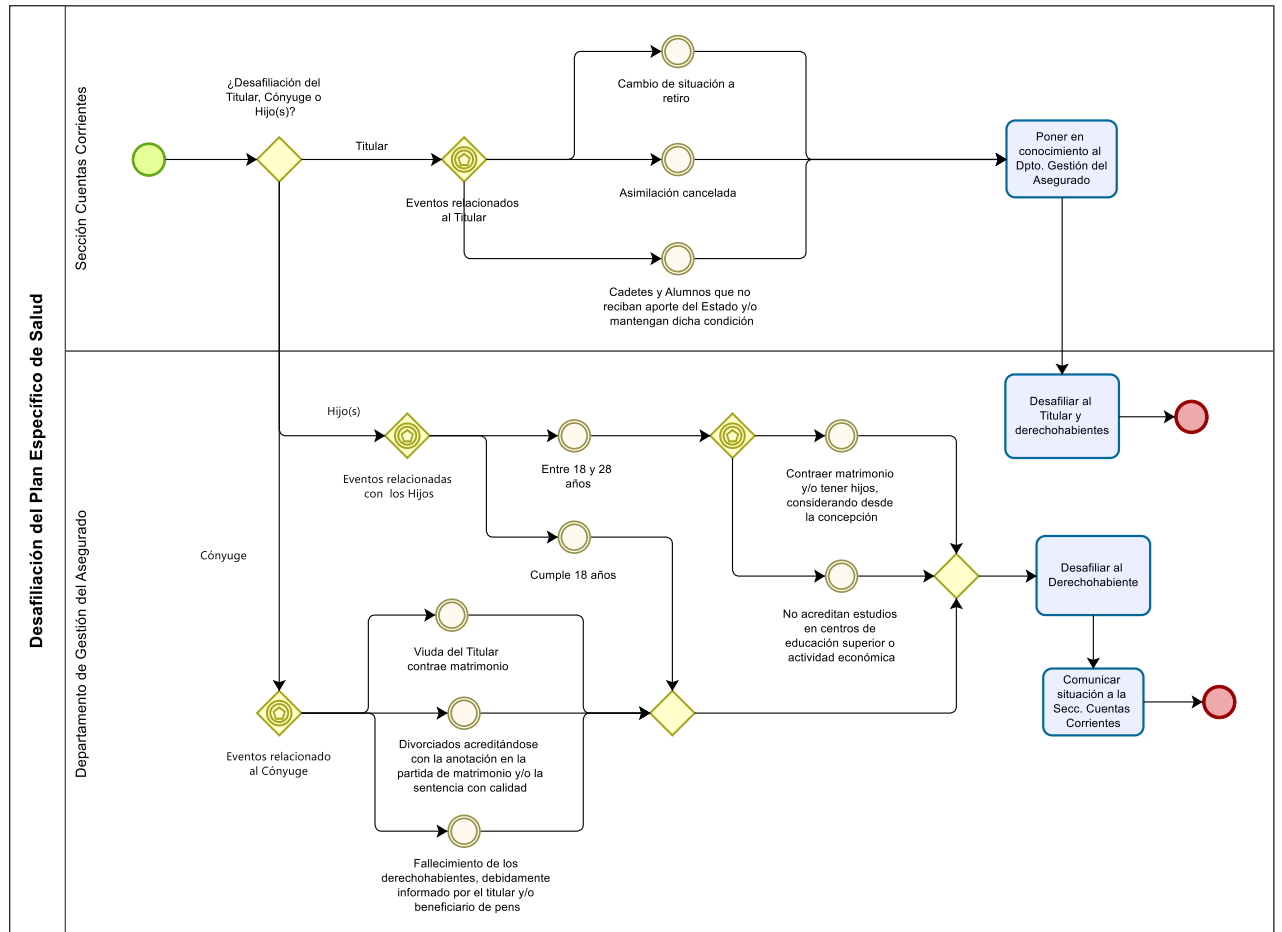 Desafiliación del Plan Específico de Salud
Sección Cuentas Corrientes
¿Desafiliación del
Titular, Cónyuge o
Hijo(s)?
Titular
Eventos relacionados
al Titular
Cambio de situación a
retiro
Asimilación cancelada
Cadetes y Alumnos que no
reciban aporte del Estado y/o
mantengan dicha condición
Poner en
conocimiento al
Dpto. Gestión del
Asegurado
Departamento de Gestión del Asegurado
Desafiliar al
Titular y
derechohabientes
Hijo(s)
Eventos relacionadas
con  los Hijos
Entre 18 y 28
años
Cumple 18 años
Contraer matrimonio
y/o tener hijos,
considerando desde
la concepción
No acreditan estudios
en centros de
educación superior o
actividad económica
Desafiliar al
Derechohabiente
Comunicar
situación a la
Secc. Cuentas
Corrientes
Cónyuge
Eventos relacionado
al Cónyuge
Viuda del Titular
contrae matrimonio
Divorciados acreditándose
con la anotación en la
partida de matrimonio y/o la
sentencia con calidad
Fallecimiento de los
derechohabientes, debidamente
informado por el titular y/o
beneficiario de pens